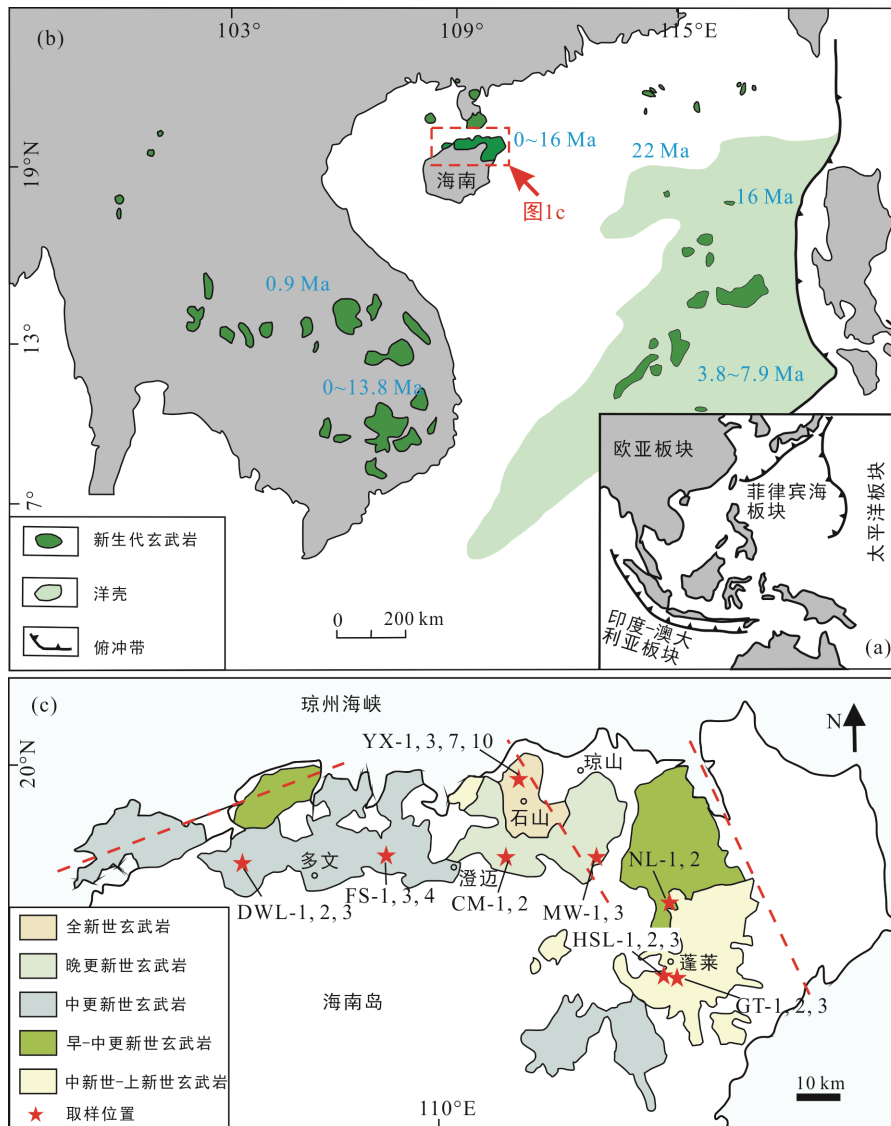 (b)
103°
109°
115°E
19°N
13°
7°
0~16 Ma
22 Ma
海南
图1c
16 Ma
0.9 Ma
0~13.8 Ma
3.8~7.9 Ma
新生代玄武岩
洋壳
俯冲带
0 200 km
欧亚板块
菲律宾海
板块
太平洋板块
印度–澳大
利亚板块
(a)
(c)
琼州海峡
N
20°N
YX-1, 3, 7, 10
琼山
石山
多文
澄迈
NL-1, 2
DWL-1, 2, 3
FS-1, 3, 4
CM-1, 2
MW-1, 3
HSL-1, 2, 3
蓬莱
GT-1, 2, 3
海南岛
全新世玄武岩
晚更新世玄武岩
中更新世玄武岩
早–中更新世玄武岩
中新世–上新世玄武岩
取样位置
110°E
10 km